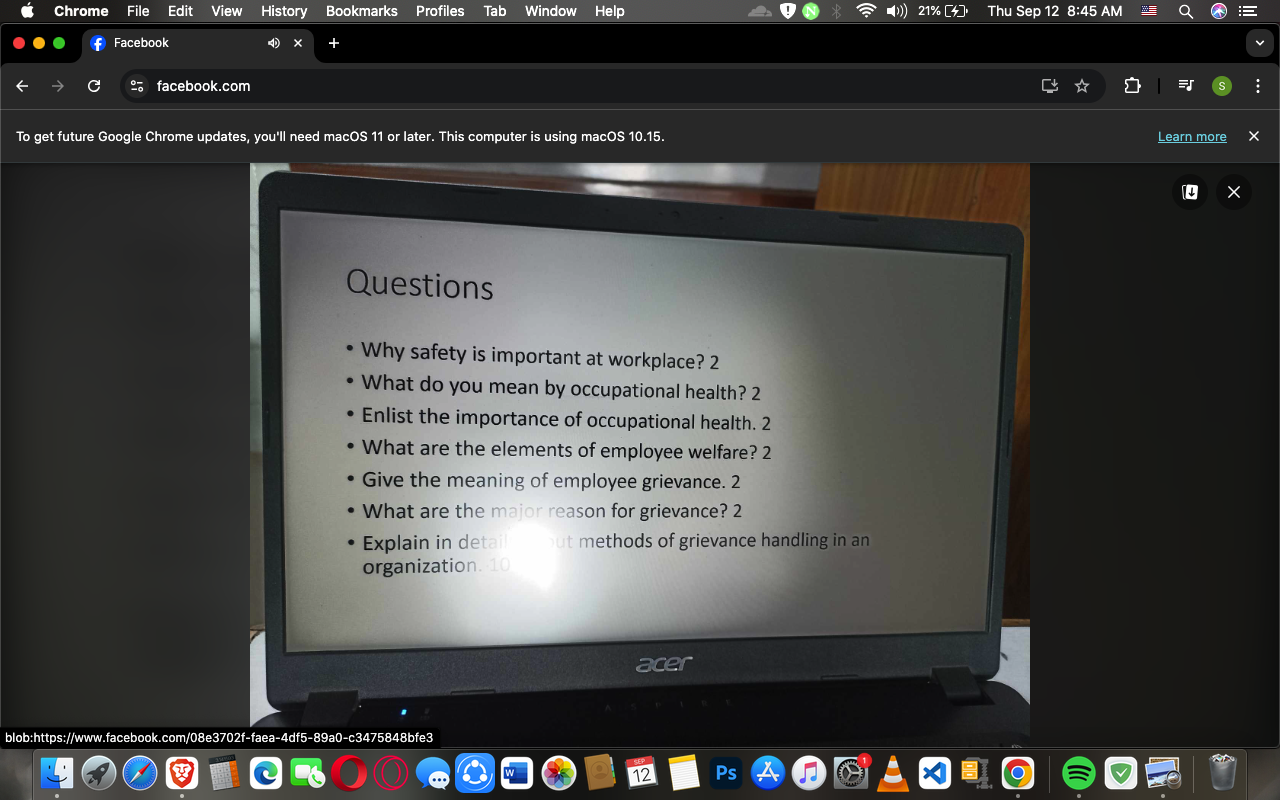 Chrome File Edit View History Bookmarks Profiles Tab Window Help 21% Thu Sep 12 8:45 AM
Facebook
facebook.com S
To get future Google Chrome updates, you'll need macOS 11 or later. This computer is using macOS 10.15. Learn more
Questions
• Why safety is important at workplace? 2
• What do you mean by occupational health? 2
• Enlist the importance of occupational health. 2
• What are the elements of employee welfare? 2
• Give the meaning of employee grievance. 2
• What are the major reason for grievance? 2
• Explain in detail methods of grievance handling in an
organization. 10
acer
ASPIRE
blob:https://www.facebook.com/08e3702f-faea-4df5-89a0-c3475848bfe3
SEP
12
Ps
1